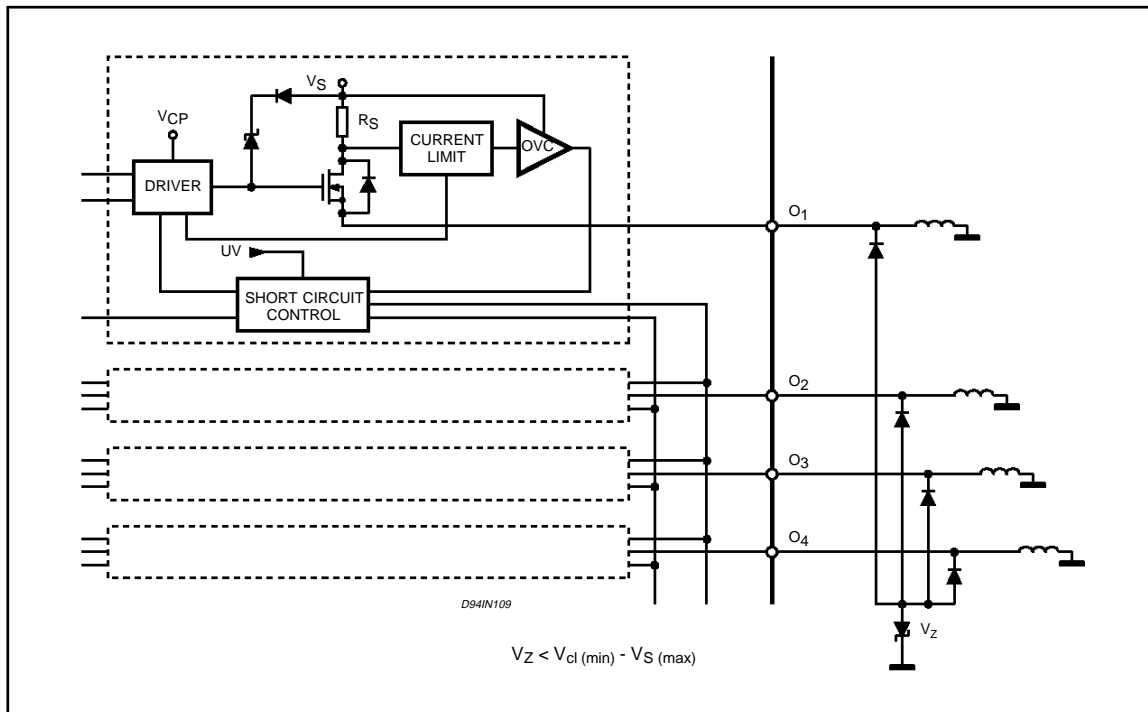 VS
RS
VCP
CURRENT
LIMIT
OVC
DRIVER
O1
UV
SHORT CIRCUIT
CONTROL
O2
O3
O4
D94IN109
VZ
VZ < Vcl (min) - VS (max)